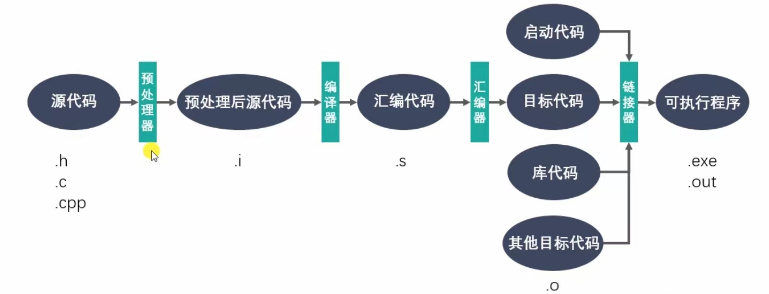 启动代码
源代码
预处理器
预处理后源代码
编译器
汇编代码
汇编器
目标代码
链接器
可执行程序
.h
.c
.cpp
.i
.s
库代码
.exe
.out
其他目标代码
.o